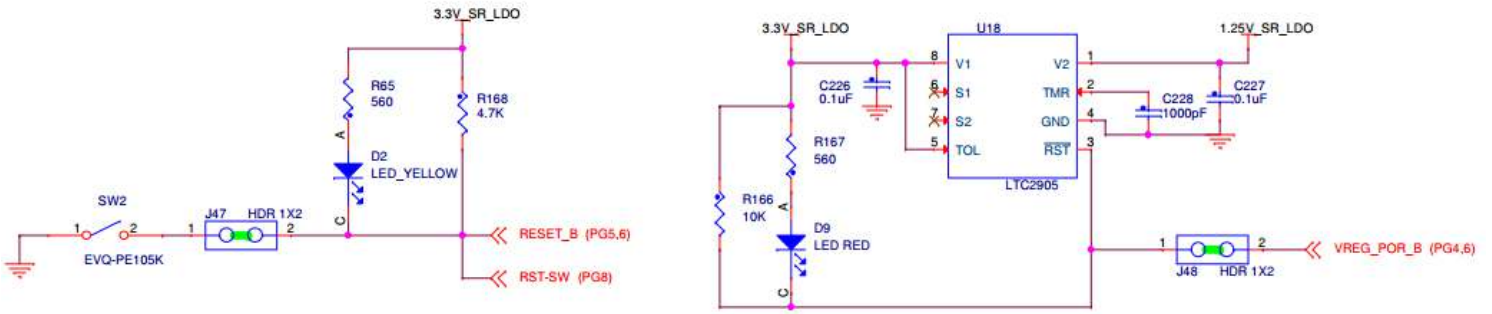 3.3V_SR_LDO
R65
560
R168
4.7K
A
D2
LED_YELLOW
C
SW2
1
2
EVQ-PE105K
J47
HDR 1X2
1
2
RESET_B (PG5,6)
RST-SW (PG8)
3.3V_SR_LDO
U18
1.25V_SR_LDO
8
V1
V2
1
C226
0.1uF
6
S1
TMR
2
C228
1000pF
C227
0.1uF
7
S2
GND
4
5
TOL
RST
3
LTC2905
R167
560
R166
10K
A
D9
LED RED
C
1
2
J48
HDR 1X2
VREG_POR_B (PG4,6)